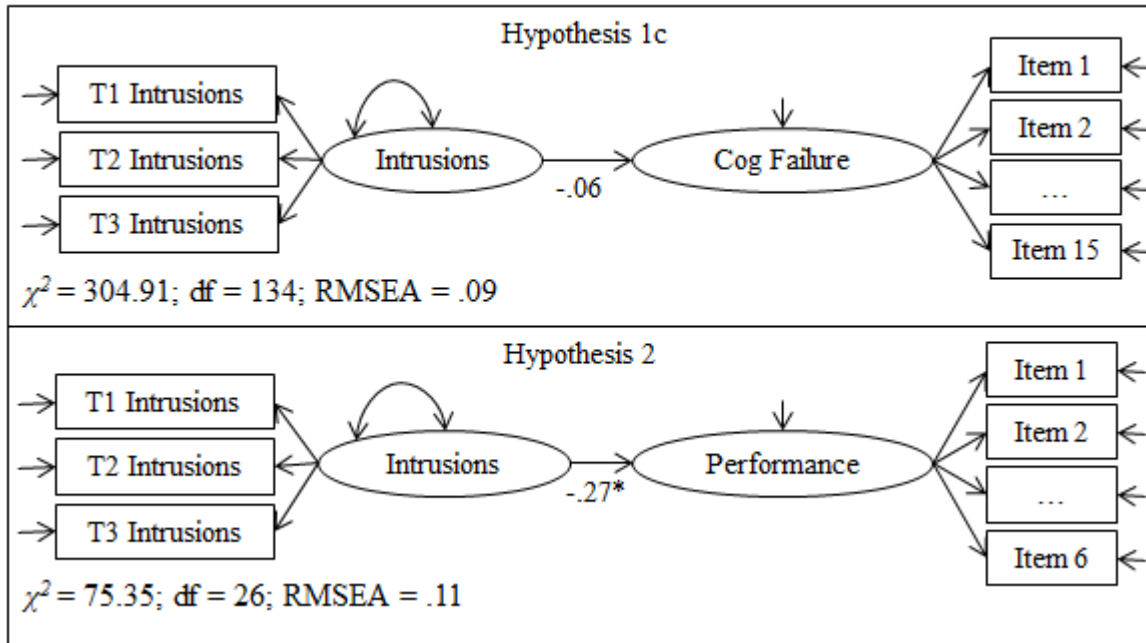 Hypothesis 1c
T1 Intrusions
T2 Intrusions
T3 Intrusions
Intrusions
-.06
Cog Failure
Item 1
Item 2
...
Item 15
χ² = 304.91; df = 134; RMSEA = .09
Hypothesis 2
T1 Intrusions
T2 Intrusions
T3 Intrusions
Intrusions
-.27*
Performance
Item 1
Item 2
...
Item 6
χ² = 75.35; df = 26; RMSEA = .11